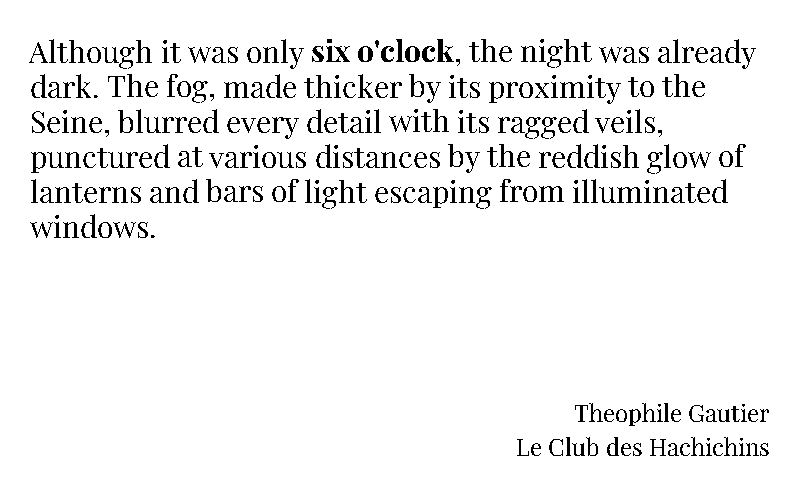 Although it was only six o'clock, the night was already
dark. The fog, made thicker by its proximity to the
Seine, blurred every detail with its ragged veils,
punctured at various distances by the reddish glow of
lanterns and bars of light escaping from illuminated
windows.
Theophile Gautier
Le Club des Hachichins